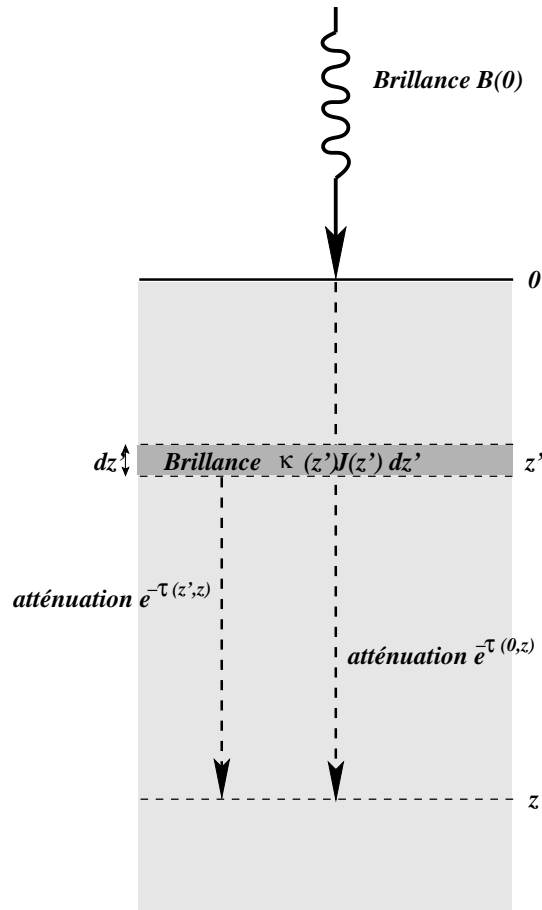 Brillance B(0)
0
dz'
Brillance κ (z')J(z') dz'
z'
atténuation e^–τ (z',z)
atténuation e^–τ (0,z)
z